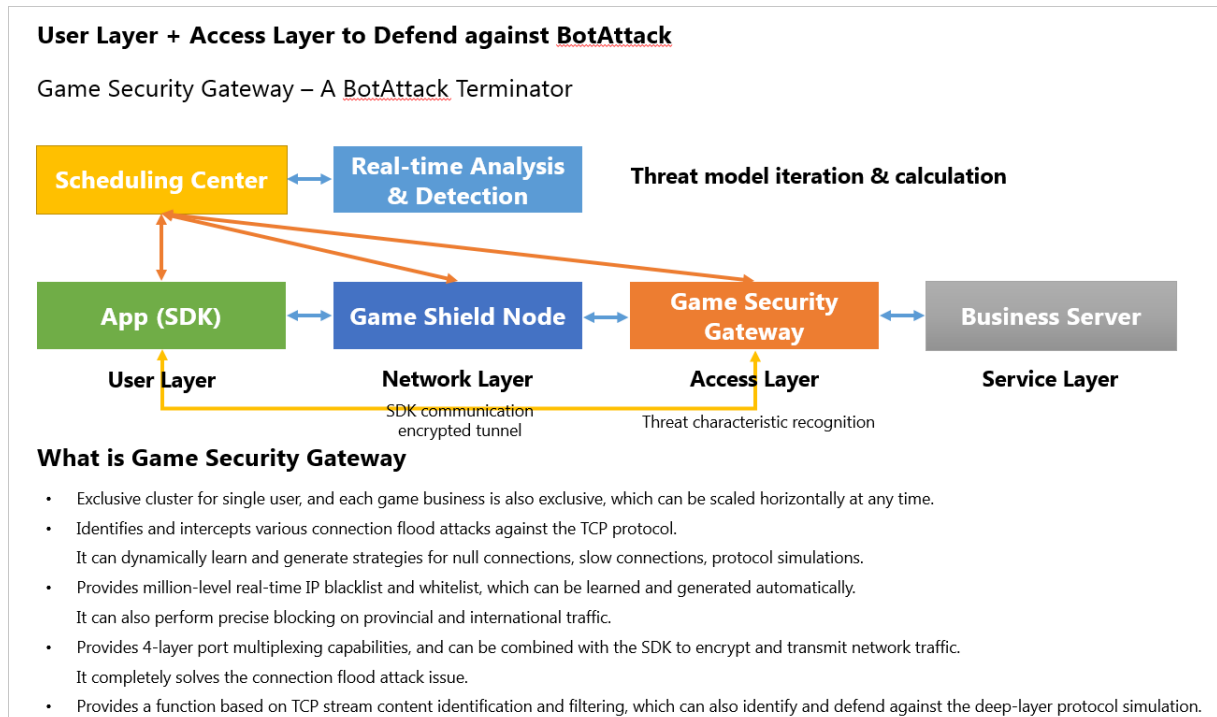 User Layer + Access Layer to Defend against BotAttack
Game Security Gateway – A BotAttack Terminator
Scheduling Center
Real-time Analysis
& Detection
Threat model iteration & calculation
App (SDK)
Game Shield Node
Game Security
Gateway
Business Server
User Layer
Network Layer
Access Layer
Service Layer
SDK communication
encrypted tunnel
Threat characteristic recognition
What is Game Security Gateway
• Exclusive cluster for single user, and each game business is also exclusive, which can be scaled horizontally at any time.
• Identifies and intercepts various connection flood attacks against the TCP protocol.
It can dynamically learn and generate strategies for null connections, slow connections, protocol simulations.
• Provides million-level real-time IP blacklist and whitelist, which can be learned and generated automatically.
It can also perform precise blocking on provincial and international traffic.
• Provides 4-layer port multiplexing capabilities, and can be combined with the SDK to encrypt and transmit network traffic.
It completely solves the connection flood attack issue.
• Provides a function based on TCP stream content identification and filtering, which can also identify and defend against the deep-layer protocol simulation.